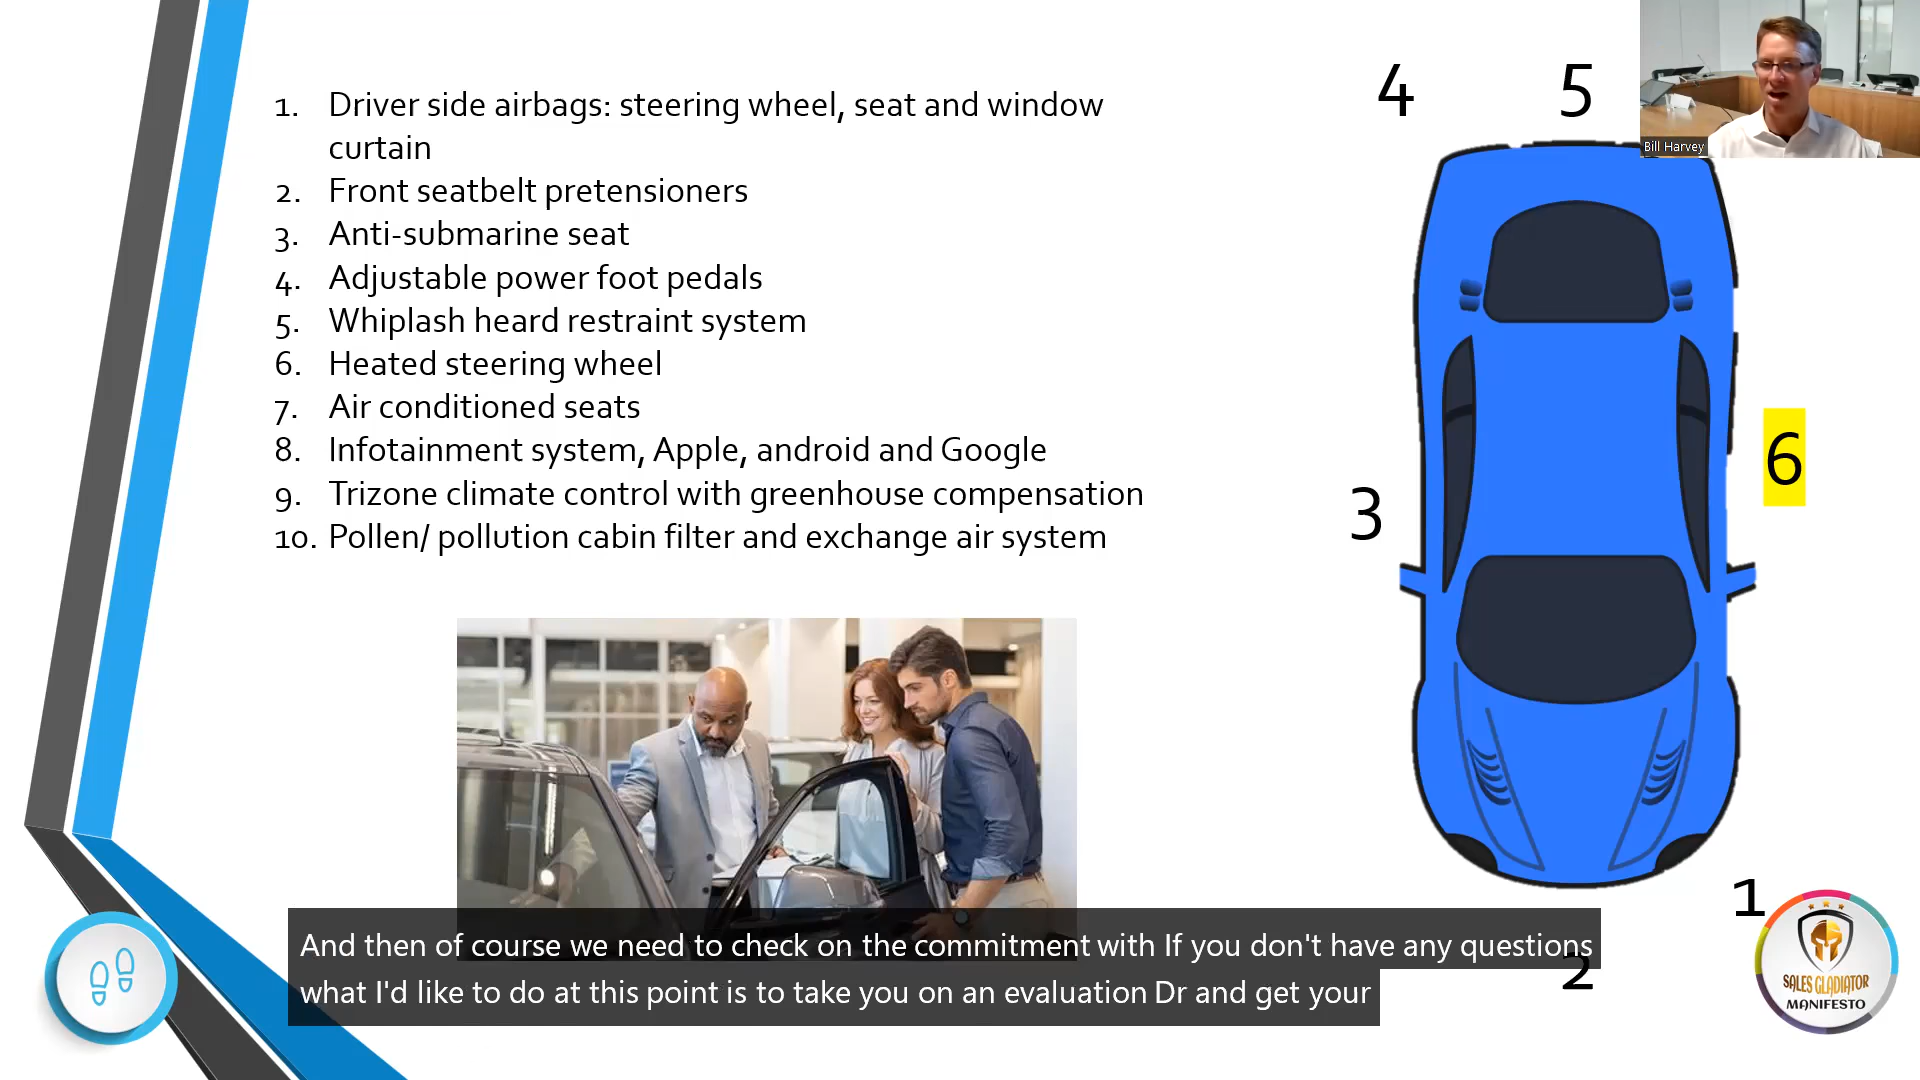 1. Driver side airbags: steering wheel, seat and window
curtain
2. Front seatbelt pretensioners
3. Anti-submarine seat
4. Adjustable power foot pedals
5. Whiplash heard restraint system
6. Heated steering wheel
7. Air conditioned seats
8. Infotainment system, Apple, android and Google
9. Trizone climate control with greenhouse compensation
10. Pollen/ pollution cabin filter and exchange air system
4
5
Bill Harvey
6
3
1
2
SALES GLADIATOR
MANIFESTO
And then of course we need to check on the commitment with If you don't have any questions
what I'd like to do at this point is to take you on an evaluation Dr and get your